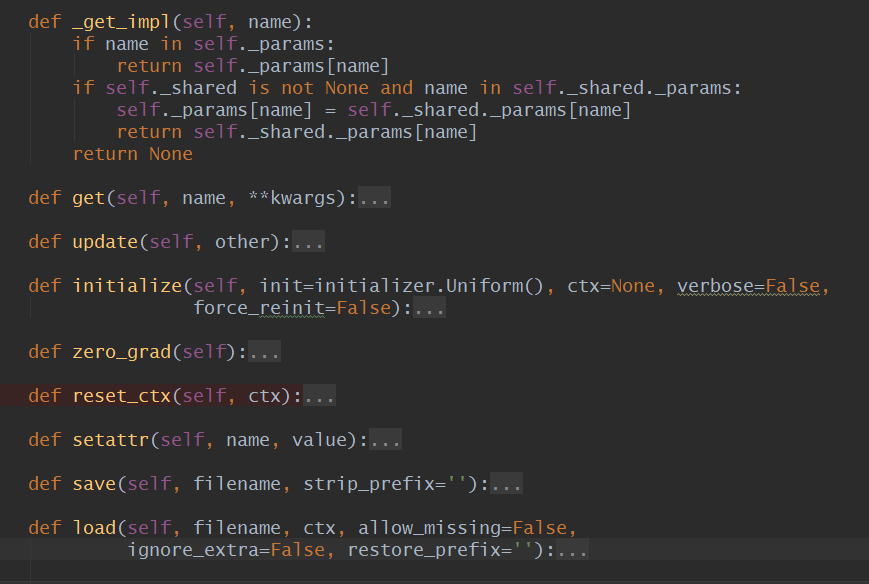 def _get_impl(self, name):
    if name in self._params:
        return self._params[name]
    if self._shared is not None and name in self._shared._params:
        self._params[name] = self._shared._params[name]
        return self._shared._params[name]
    return None
def get(self, name, **kwargs):...
def update(self, other):...
def initialize(self, init=initializer.Uniform(), ctx=None, verbose=False,
               force_reinit=False):...
def zero_grad(self):...
def reset_ctx(self, ctx):...
def setattr(self, name, value):...
def save(self, filename, strip_prefix=''):...
def load(self, filename, ctx, allow_missing=False,
         ignore_extra=False, restore_prefix=''):...